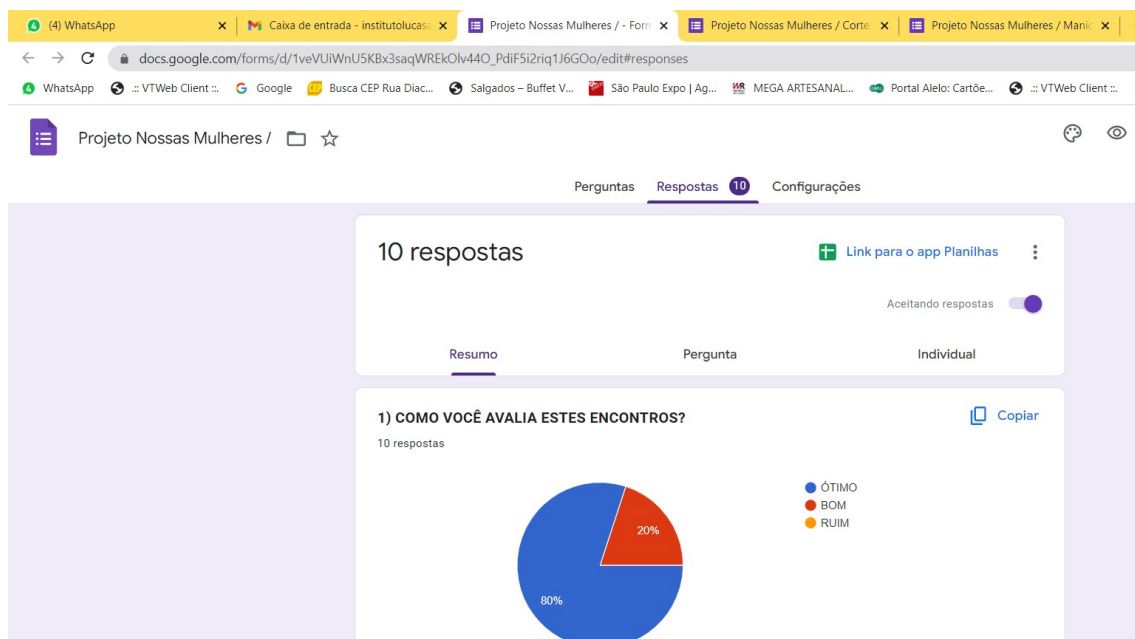 (4) WhatsApp
Caixa de entrada - institutolucasa
Projeto Nossas Mulheres / - Form
Projeto Nossas Mulheres / Corte
Projeto Nossas Mulheres / Manic
docs.google.com/forms/d/1veVUiWnU5KBx3saqWREkOlv44O_PdiF5i2riq1J6GOo/edit#responses
WhatsApp
.:: VTWeb Client ::.
Google
Busca CEP Rua Diac...
Salgados – Buffet V...
São Paulo Expo | Ag...
MEGA ARTESANAL...
Portal Alelo: Cartõe...
.:: VTWeb Client ::.
Projeto Nossas Mulheres /
Perguntas
Respostas 10
Configurações
10 respostas
Link para o app Planilhas
Aceitando respostas
Resumo
Pergunta
Individual
1) COMO VOCÊ AVALIA ESTES ENCONTROS?
Copiar
10 respostas
ÓTIMO
BOM
RUIM
20%
80%